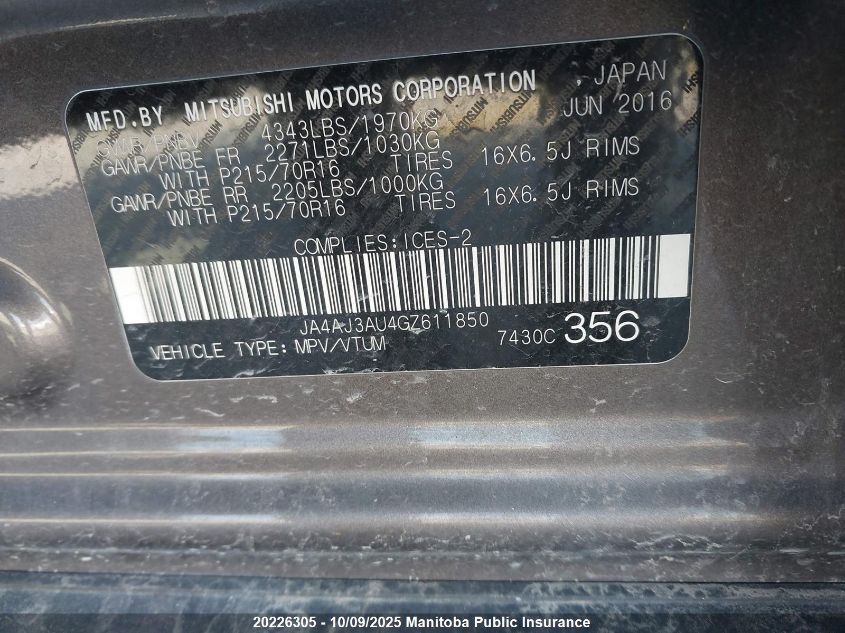 MFD.BY MITSUBISHI MOTORS CORPORATION , JAPAN
GVWR/PNBV 4343LBS/1970KG JUN 2016
GAWR/PNBE FR 2271LBS/1030KG
WITH P215/70R16 TIRES 16X6.5J RIMS
GAWR/PNBE RR 2205LBS/1000KG
WITH P215/70R16 TIRES 16X6.5J RIMS
COMPLIES:ICES-2
JA4AJ3AU4GZ611850
VEHICLE TYPE: MPV/VTUM 7430C 356
20226305 - 10/09/2025 Manitoba Public Insurance